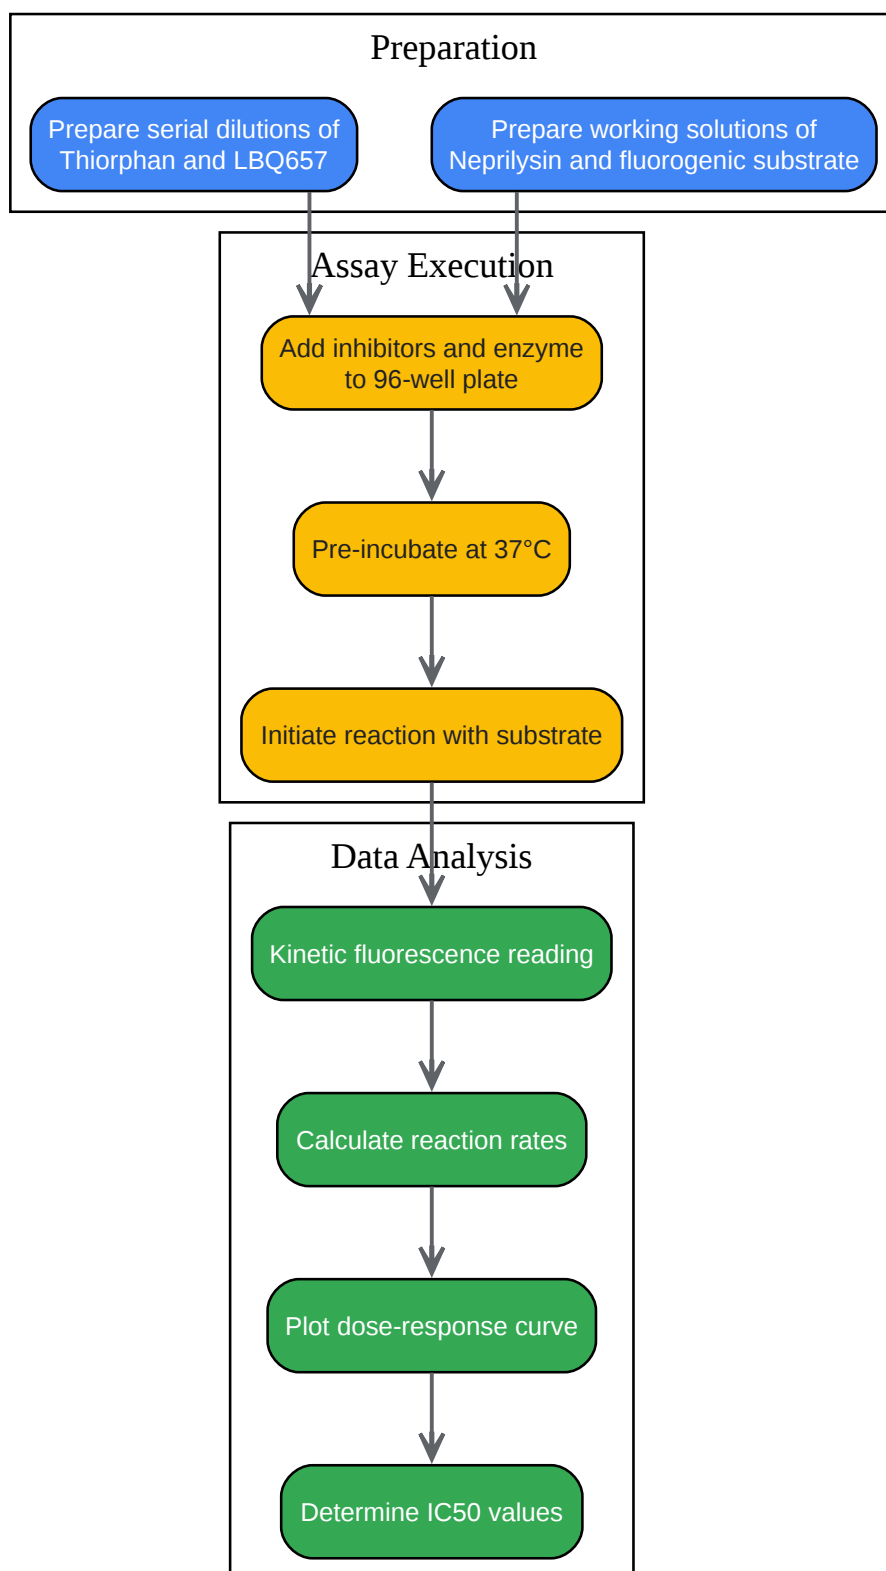 Preparation
Prepare serial dilutions of
Thiorphan and LBQ657
Prepare working solutions of
Neprilysin and fluorogenic substrate
Assay Execution
Add inhibitors and enzyme
to 96-well plate
Pre-incubate at 37°C
Initiate reaction with substrate
Data Analysis
Kinetic fluorescence reading
Calculate reaction rates
Plot dose-response curve
Determine IC50 values